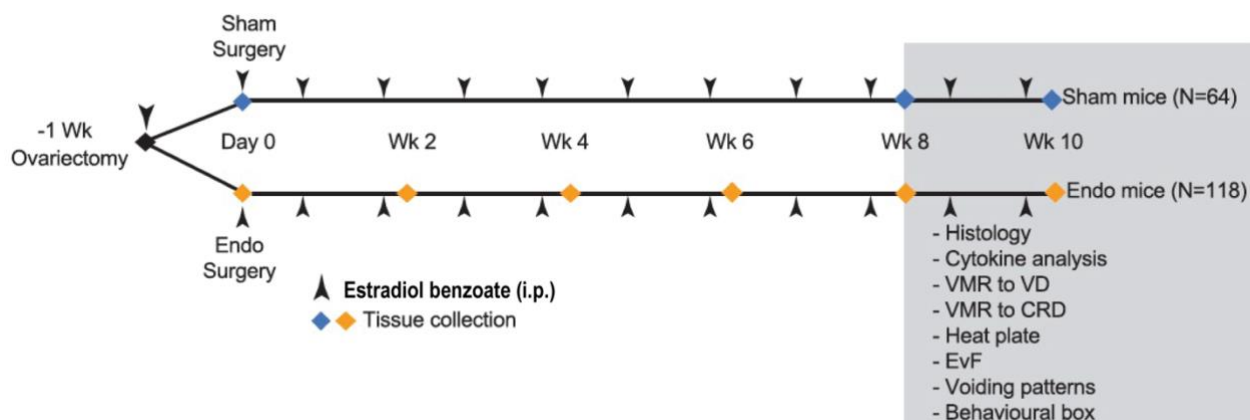 Sham
Surgery
Sham mice (N=64)
-1 Wk
Ovariectomy
Day 0 Wk 2 Wk 4 Wk 6 Wk 8 Wk 10
Endo mice (N=118)
Endo
Surgery
Estradiol benzoate (i.p.)
Tissue collection
- Histology
- Cytokine analysis
- VMR to VD
- VMR to CRD
- Heat plate
- EvF
- Voiding patterns
- Behavioural box